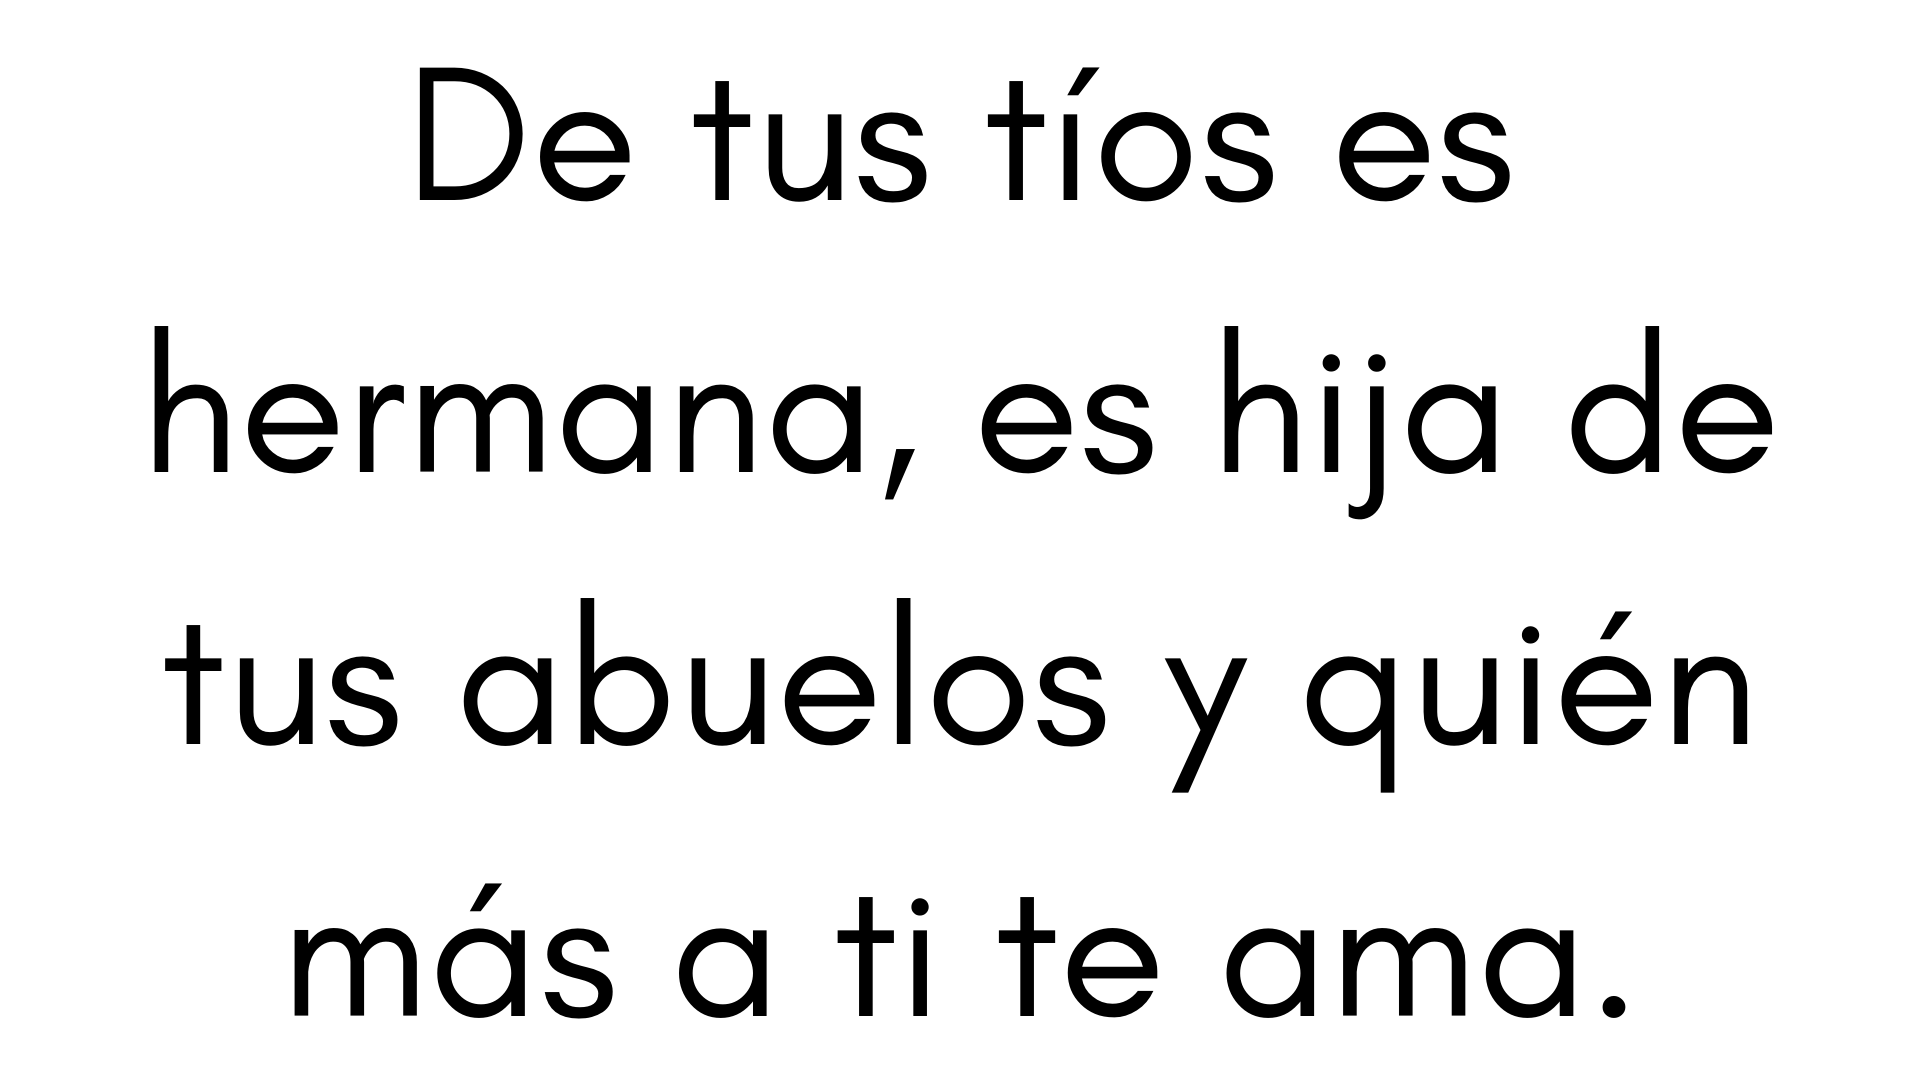 De tus tíos es
hermana, es hija de
tus abuelos y quién
más a ti te ama.